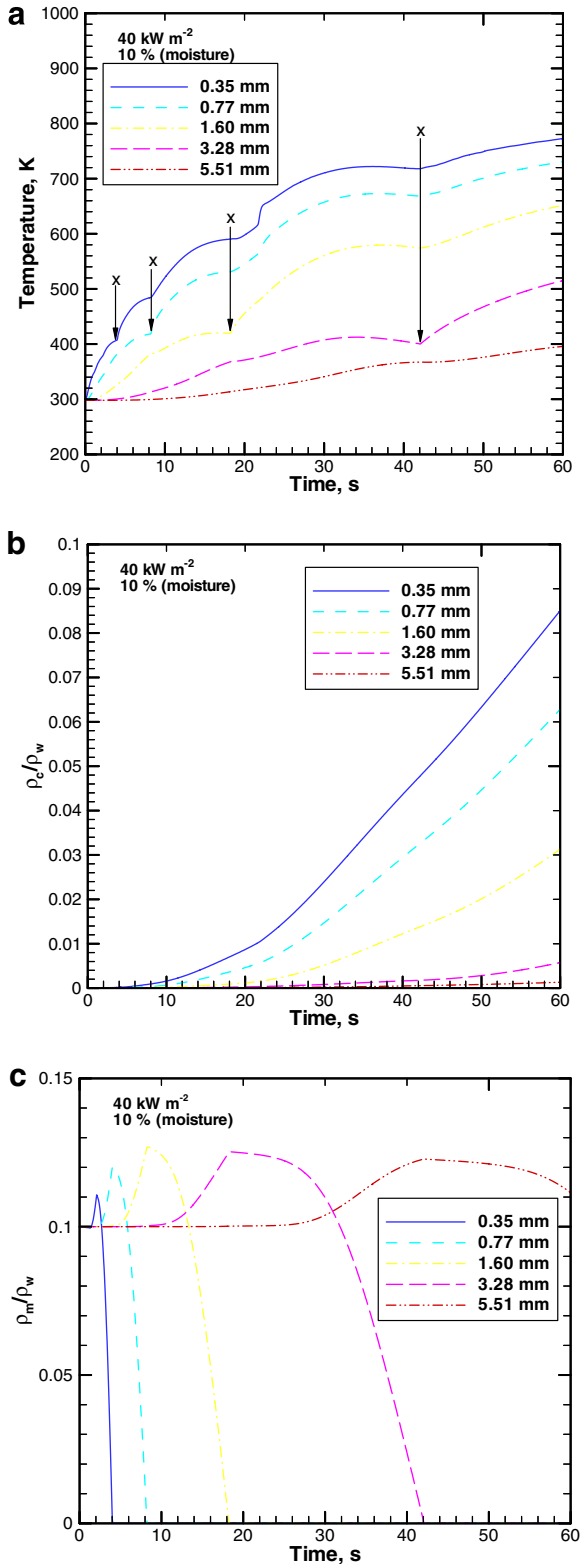 a
40 kW m-2
10 % (moisture)
0.35 mm
0.77 mm
1.60 mm
3.28 mm
5.51 mm
x
x
x
x
Temperature, K
1000
900
800
700
600
500
400
300
200
0
10
20
30
40
50
60
Time, s
b
40 kW m-2
10 % (moisture)
0.35 mm
0.77 mm
1.60 mm
3.28 mm
5.51 mm
ρc/ρw
0.1
0.09
0.08
0.07
0.06
0.05
0.04
0.03
0.02
0.01
0
0
10
20
30
40
50
60
Time, s
c
40 kW m-2
10 % (moisture)
0.35 mm
0.77 mm
1.60 mm
3.28 mm
5.51 mm
ρm/ρw
0.15
0.1
0.05
0
0
10
20
30
40
50
60
Time, s